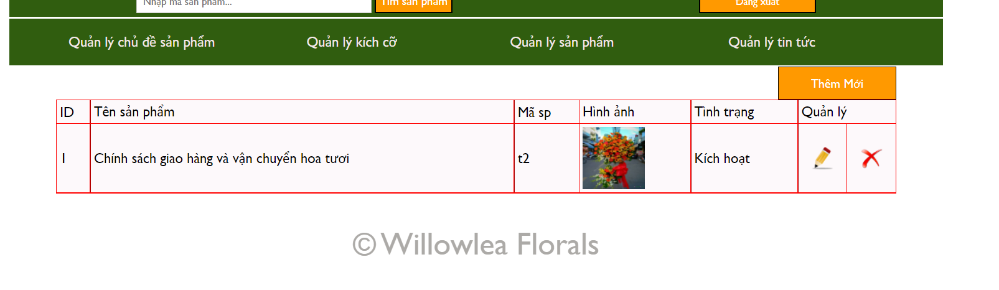 Nhập mã sản phẩm...
Tìm sản phẩm
Đăng xuất
Quản lý chủ đề sản phẩm
Quản lý kích cỡ
Quản lý sản phẩm
Quản lý tin tức
Thêm Mới
ID Tên sản phẩm Mã sp Hình ảnh Tình trạng Quản lý
1 Chính sách giao hàng và vận chuyển hoa tươi t2 Kích hoạt
© Willowlea Florals